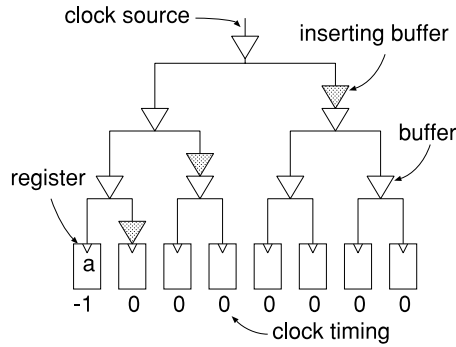 clock source
inserting buffer
buffer
register
a
-1 0 0 0 0 0 0 0
clock timing